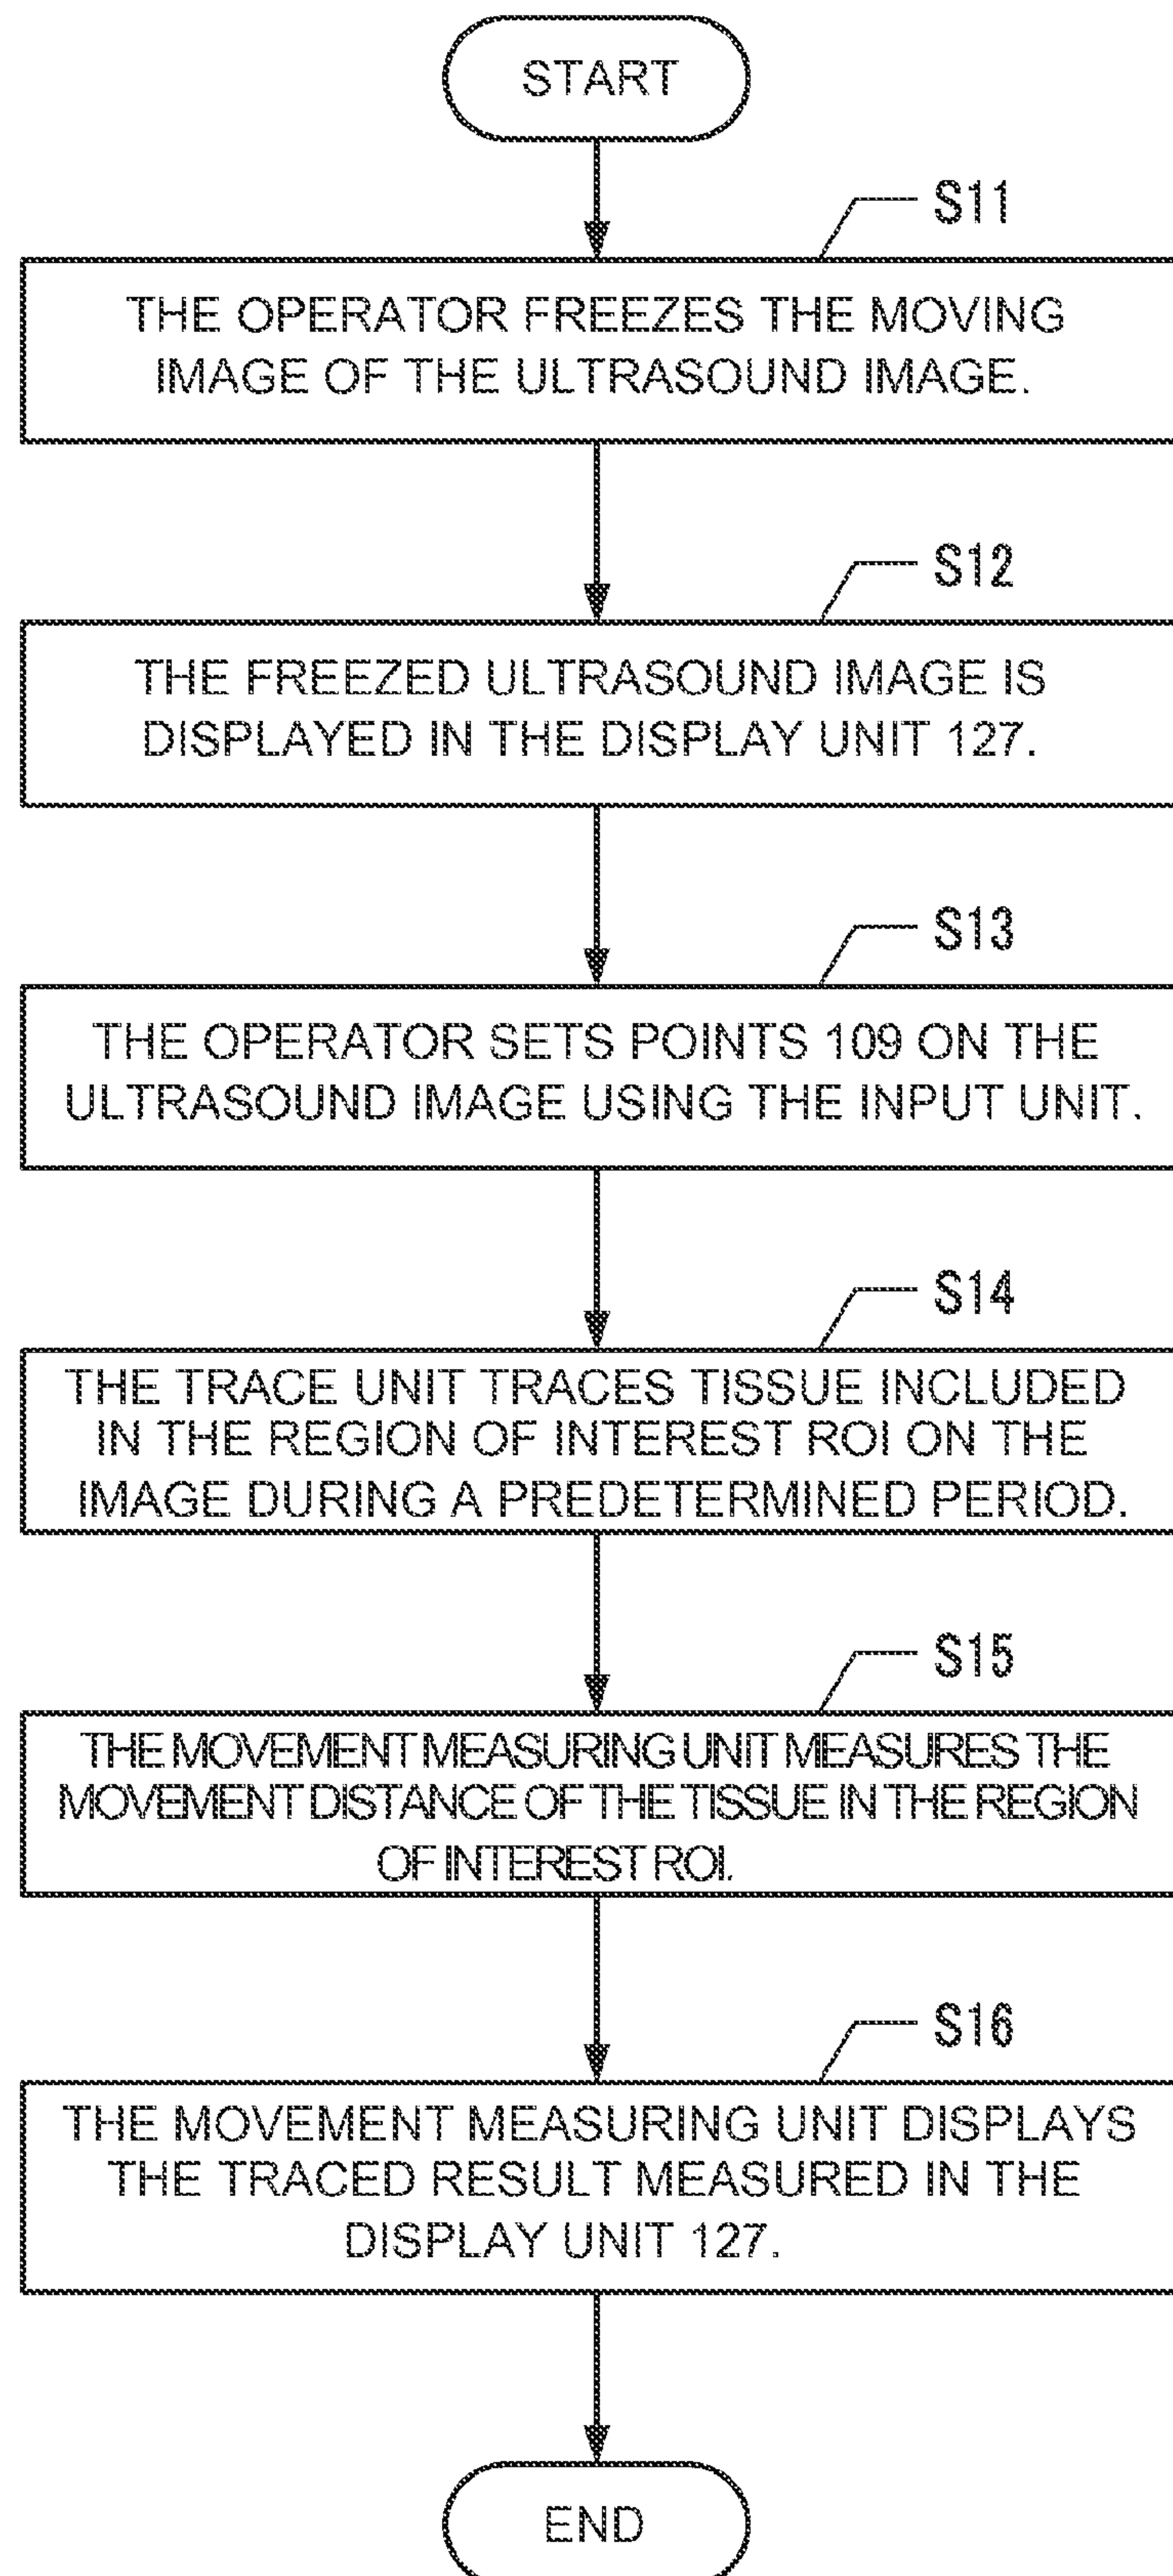 START
S11
THE OPERATOR FREEZES THE MOVING
IMAGE OF THE ULTRASOUND IMAGE.
S12
THE FREEZED ULTRASOUND IMAGE IS
DISPLAYED IN THE DISPLAY UNIT 127.
S13
THE OPERATOR SETS POINTS 109 ON THE
ULTRASOUND IMAGE USING THE INPUT UNIT.
S14
THE TRACE UNIT TRACES TISSUE INCLUDED
IN THE REGION OF INTEREST ROI ON THE
IMAGE DURING A PREDETERMINED PERIOD.
S15
THE MOVEMENT MEASURING UNIT MEASURES THE
MOVEMENT DISTANCE OF THE TISSUE IN THE REGION
OF INTEREST ROI.
S16
THE MOVEMENT MEASURING UNIT DISPLAYS
THE TRACED RESULT MEASURED IN THE
DISPLAY UNIT 127.
END